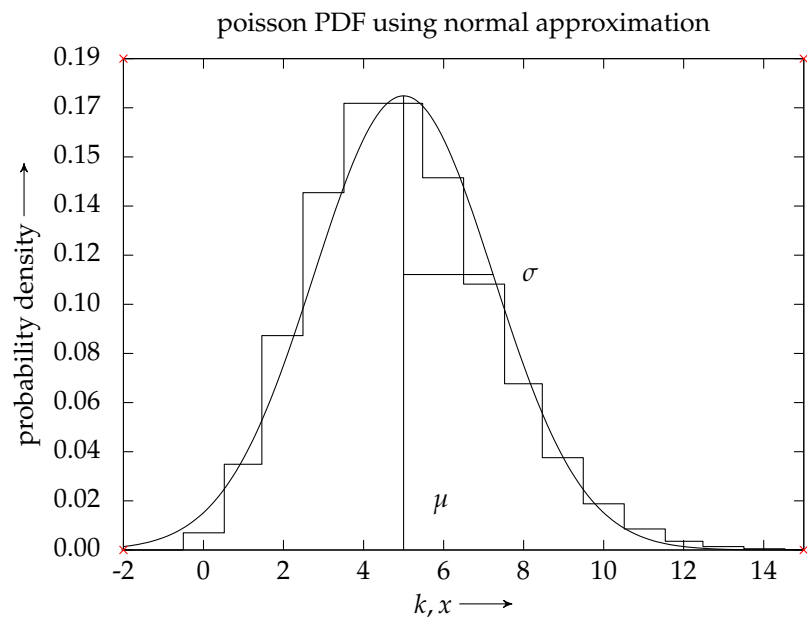 poisson PDF using normal approximation
0.19
0.17
0.15
0.14
0.12
0.10
0.08
0.06
0.04
0.02
0.00
probability density
σ
μ
-2 0 2 4 6 8 10 12 14
k, x